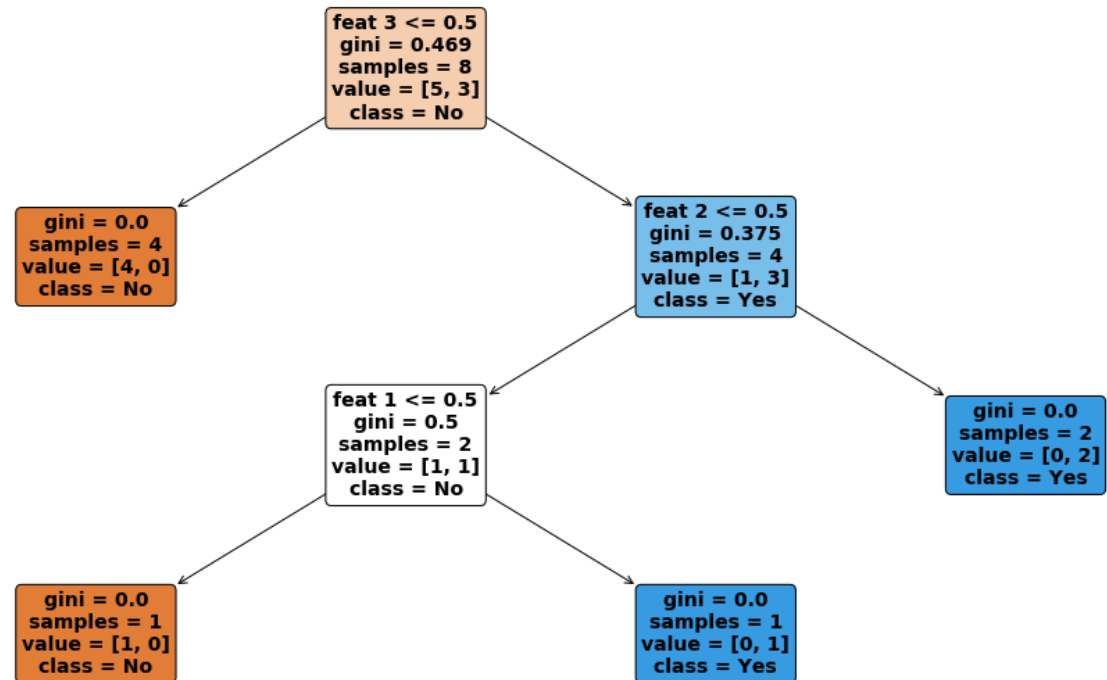 feat 3 <= 0.5
gini = 0.469
samples = 8
value = [5, 3]
class = No
gini = 0.0
samples = 4
value = [4, 0]
class = No
feat 2 <= 0.5
gini = 0.375
samples = 4
value = [1, 3]
class = Yes
feat 1 <= 0.5
gini = 0.5
samples = 2
value = [1, 1]
class = No
gini = 0.0
samples = 2
value = [0, 2]
class = Yes
gini = 0.0
samples = 1
value = [1, 0]
class = No
gini = 0.0
samples = 1
value = [0, 1]
class = Yes